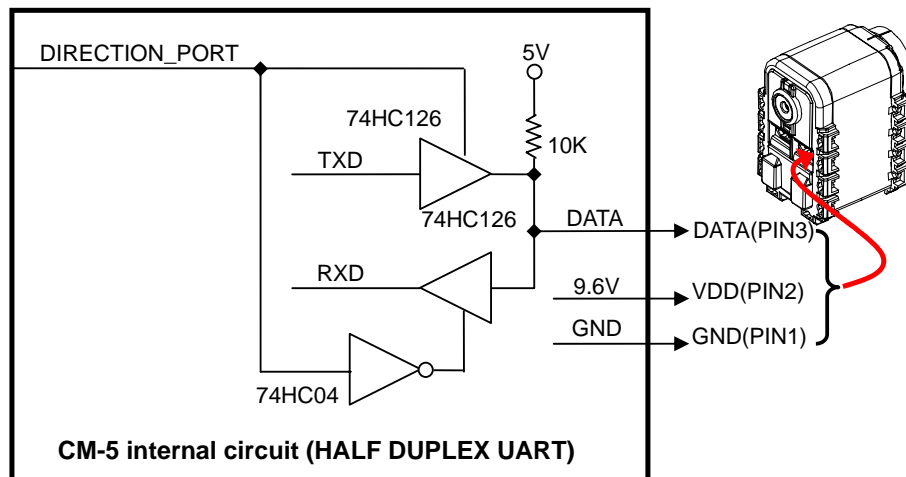 DIRECTION_PORT
5V
74HC126
10K
TXD
74HC126
DATA
DATA(PIN3)
RXD
9.6V
VDD(PIN2)
GND
GND(PIN1)
74HC04
CM-5 internal circuit (HALF DUPLEX UART)